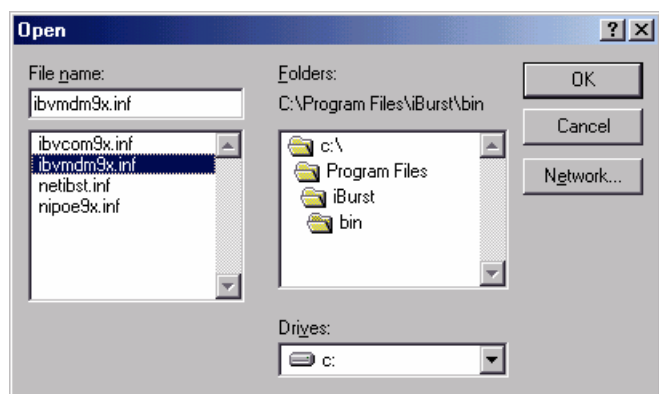 Open
File name:
ibvmdm9x.inf
ibvcom9x.inf
ibvmdm9x.inf
netibst.inf
nipoe9x.inf
Folders:
C:\Program Files\iBurst\bin
c:\
Program Files
iBurst
bin
Drives:
c:
OK
Cancel
Network...